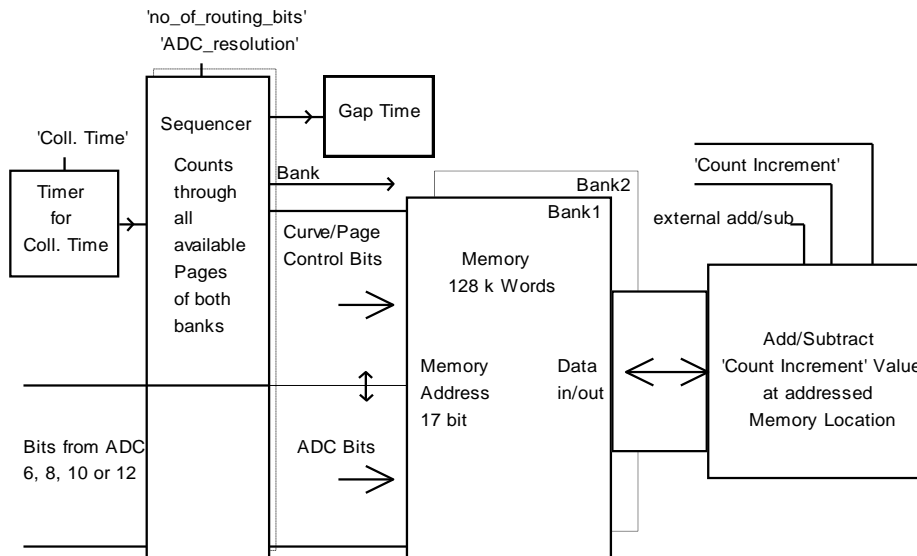 'no_of_routing_bits'
'ADC_resolution'
'Coll. Time'
Timer
for
Coll. Time
Sequencer
Counts
through
all
available
Pages
of both
banks
Gap Time
Bank
Curve/Page
Control Bits
Bank2
Bank1
Memory
128 k Words
Memory
Address
17 bit
Data
in/out
'Count Increment'
external add/sub
Add/Subtract
'Count Increment' Value
at addressed
Memory Location
Bits from ADC
6, 8, 10 or 12
ADC Bits